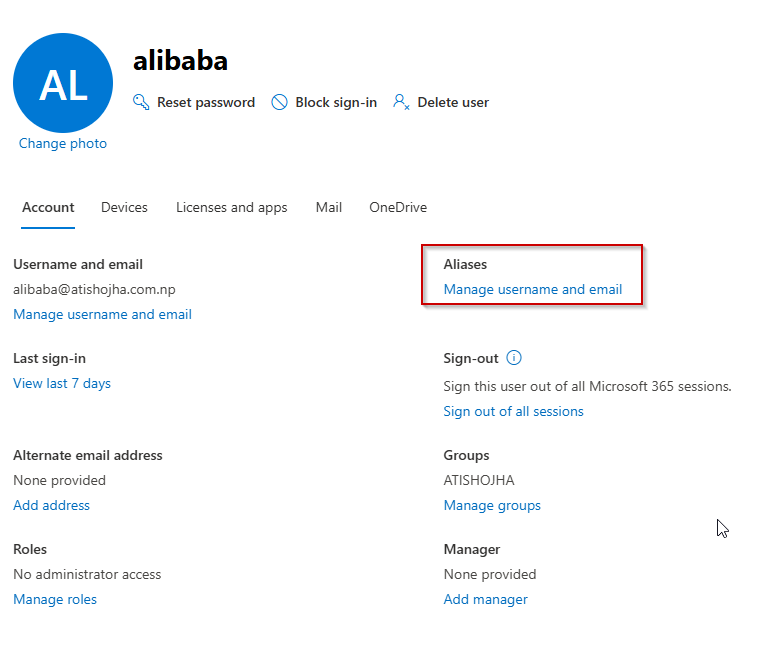 AL
alibaba
Reset password Block sign-in Delete user
Change photo
Account Devices Licenses and apps Mail OneDrive
Username and email
alibaba@atishojha.com.np
Manage username and email
Aliases
Manage username and email
Last sign-in
View last 7 days
Sign-out
Sign this user out of all Microsoft 365 sessions.
Sign out of all sessions
Alternate email address
None provided
Add address
Groups
ATISHOJHA
Manage groups
Roles
No administrator access
Manage roles
Manager
None provided
Add manager